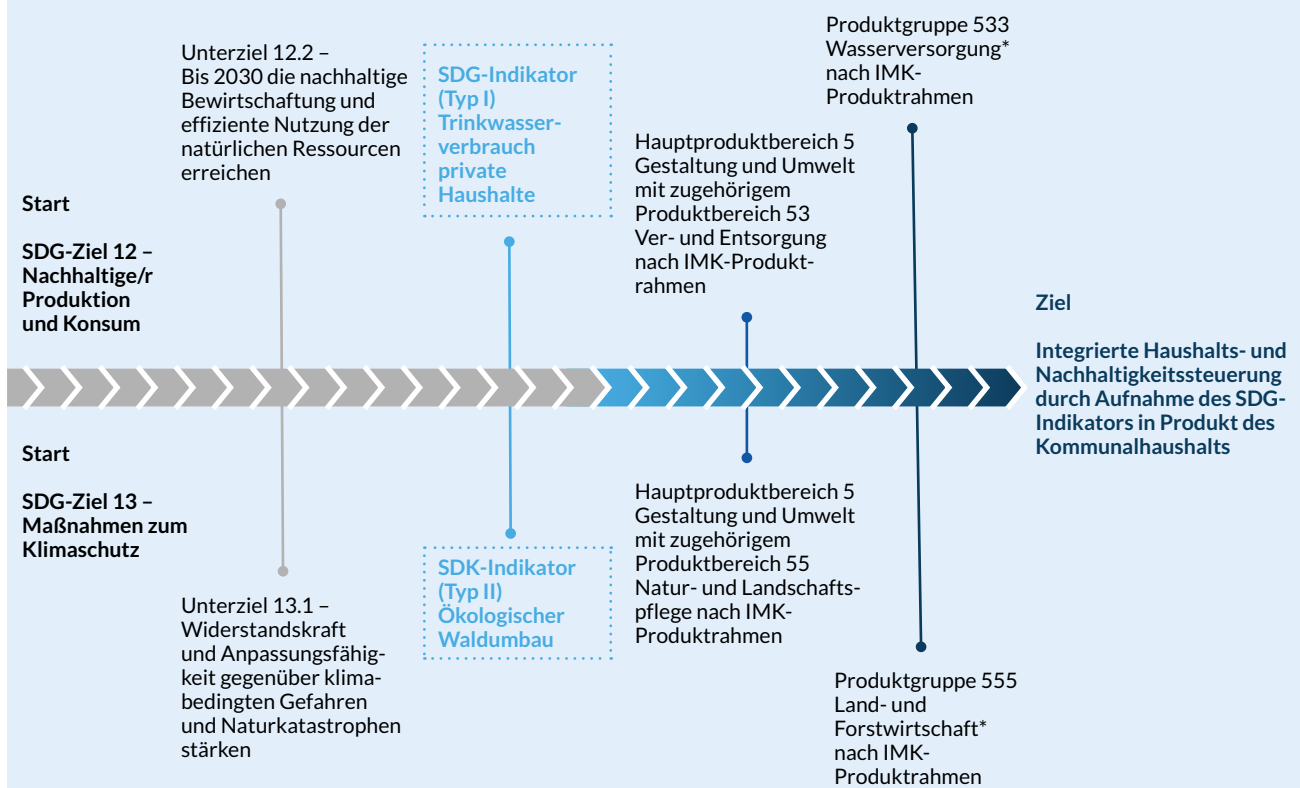 Start
SDG-Ziel 12 –
Nachhaltige/r
Produktion
und Konsum
Unterziel 12.2 –
Bis 2030 die nachhaltige
Bewirtschaftung und
effiziente Nutzung der
natürlichen Ressourcen
erreichen
SDG-Indikator
(Typ I)
Trinkwasser-
verbrauch
private
Haushalte
Hauptproduktbereich 5
Gestaltung und Umwelt
mit zugehörigem
Produktbereich 53
Ver- und Entsorgung
nach IMK-Produkt-
rahmen
Produktgruppe 533
Wasserversorgung*
nach IMK-
Produktrahmen
Ziel
Integrierte Haushalts- und
Nachhaltigkeitssteuerung
durch Aufnahme des SDG-
Indikators in Produkt des
Kommunalhaushalts
Start
SDG-Ziel 13 –
Maßnahmen zum
Klimaschutz
Unterziel 13.1 –
Widerstandskraft
und Anpassungsfähig-
keit gegenüber klima-
bedingten Gefahren
und Naturkatastrophen
stärken
SDK-Indikator
(Typ II)
Ökologischer
Waldumbau
Hauptproduktbereich 5
Gestaltung und Umwelt
mit zugehörigem
Produktbereich 55
Natur- und Landschafts-
pflege nach IMK-
Produktrahmen
Produktgruppe 555
Land- und
Forstwirtschaft*
nach IMK-
Produktrahmen